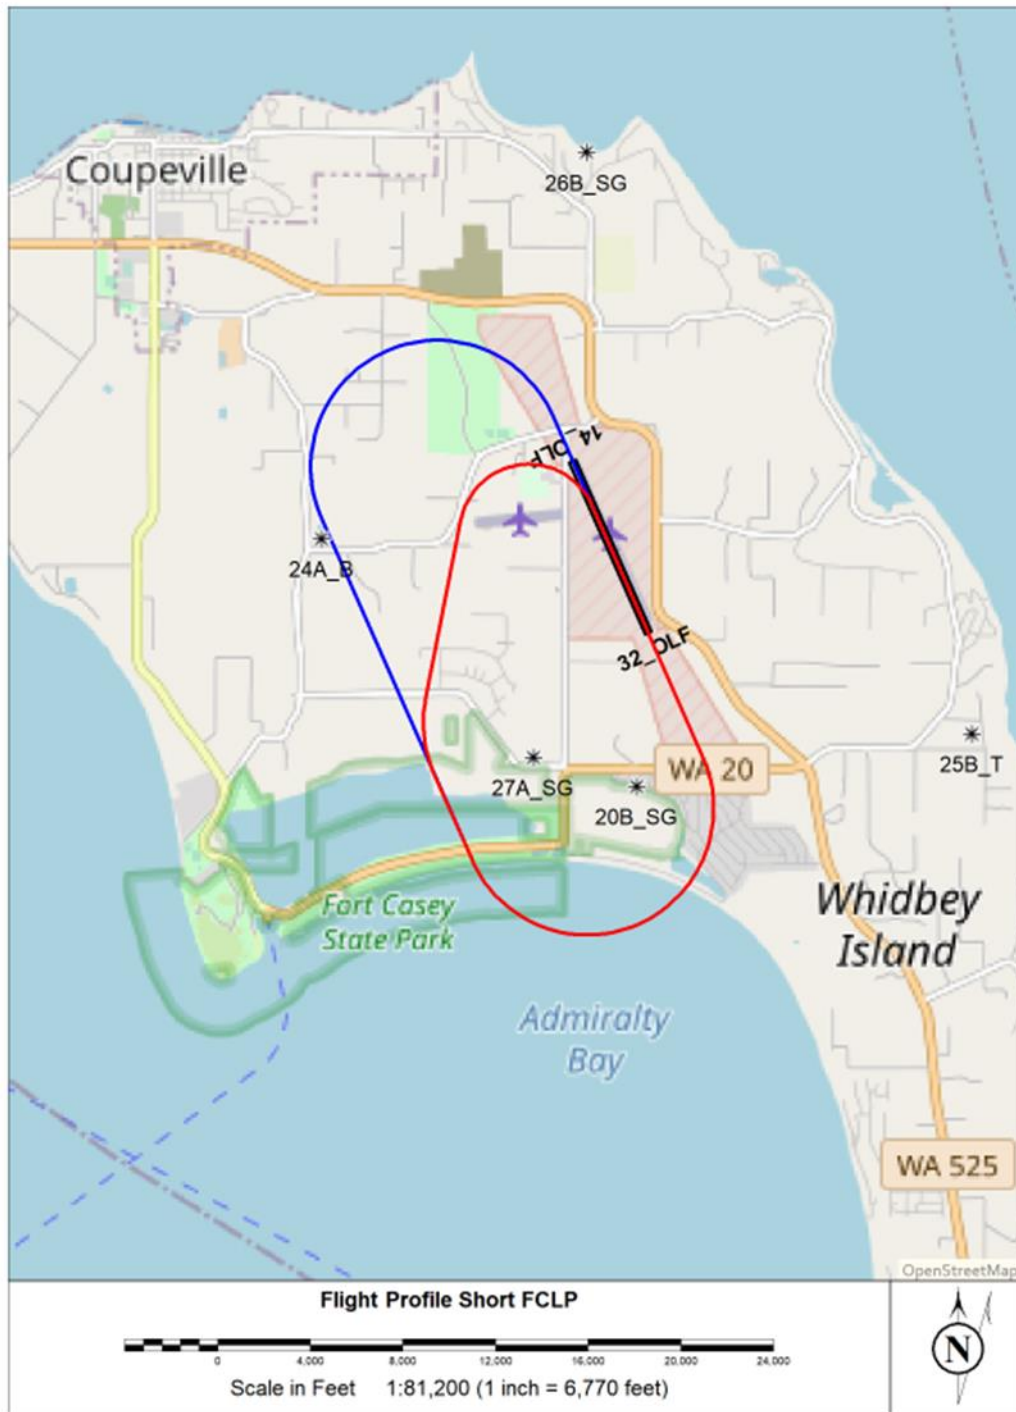 Coupeville
26B_SG
14_OLF
24A_B
32_OLF
WA 20
27A_SG
20B_SG
25B_T
Fort Casey
State Park
Whidbey
Island
Admiralty
Bay
WA 525
OpenStreetMap
Flight Profile Short FCLP
0 4,000 8,000 12,000 16,000 20,000 24,000
Scale in Feet 1:81,200 (1 inch = 6,770 feet)
N